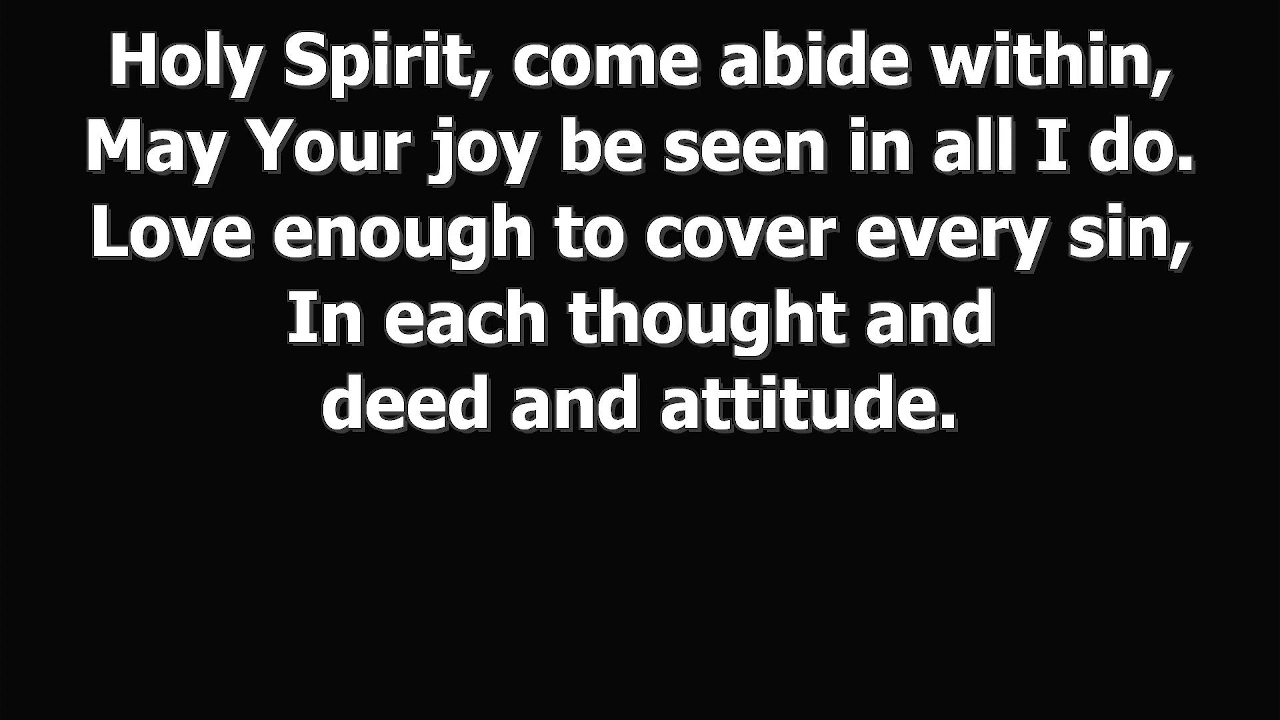 Holy Spirit, come abide within,
May Your joy be seen in all I do.
Love enough to cover every sin,
In each thought and
deed and attitude.